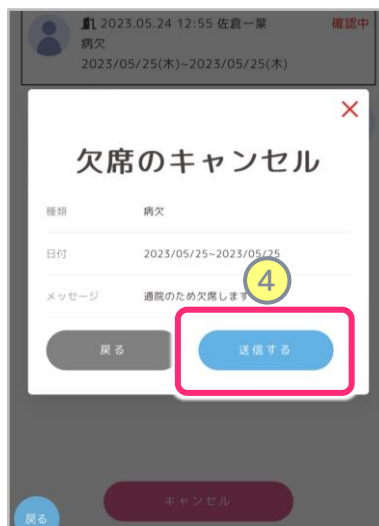 2023.05.24 12:55 佐倉一葉 確認中
病欠
2023/05/25(木)~2023/05/25(木)
欠席のキャンセル
種類 病欠
日付 2023/05/25~2023/05/25
メッセージ 通院のため欠席します
4
戻る 送信する
キャンセル
戻る